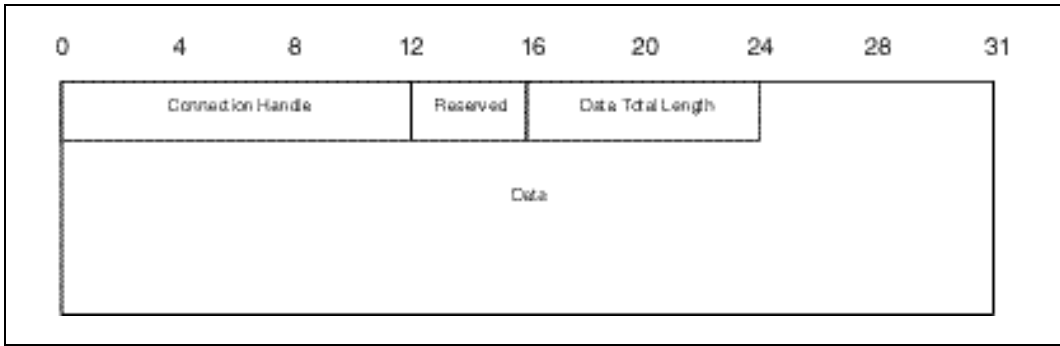 0 4 8 12 16 20 24 28 31
Connection Handle Reserved Data Total Length
Data